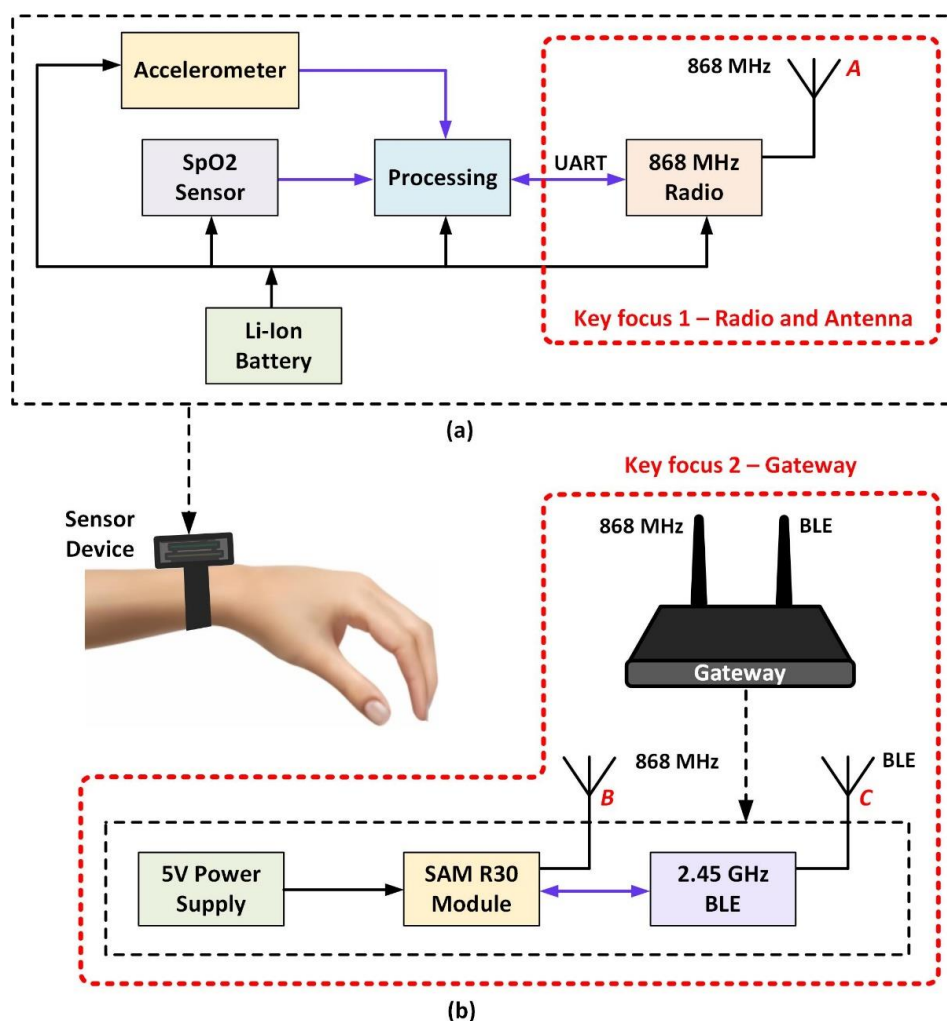 868 MHz
A
Accelerometer
SpO2
Sensor
Processing
UART
868 MHz
Radio
Li-Ion
Battery
Key focus 1 – Radio and Antenna
(a)
Key focus 2 – Gateway
Sensor
Device
868 MHz
BLE
Gateway
868 MHz
B
BLE
C
5V Power
Supply
SAM R30
Module
2.45 GHz
BLE
(b)